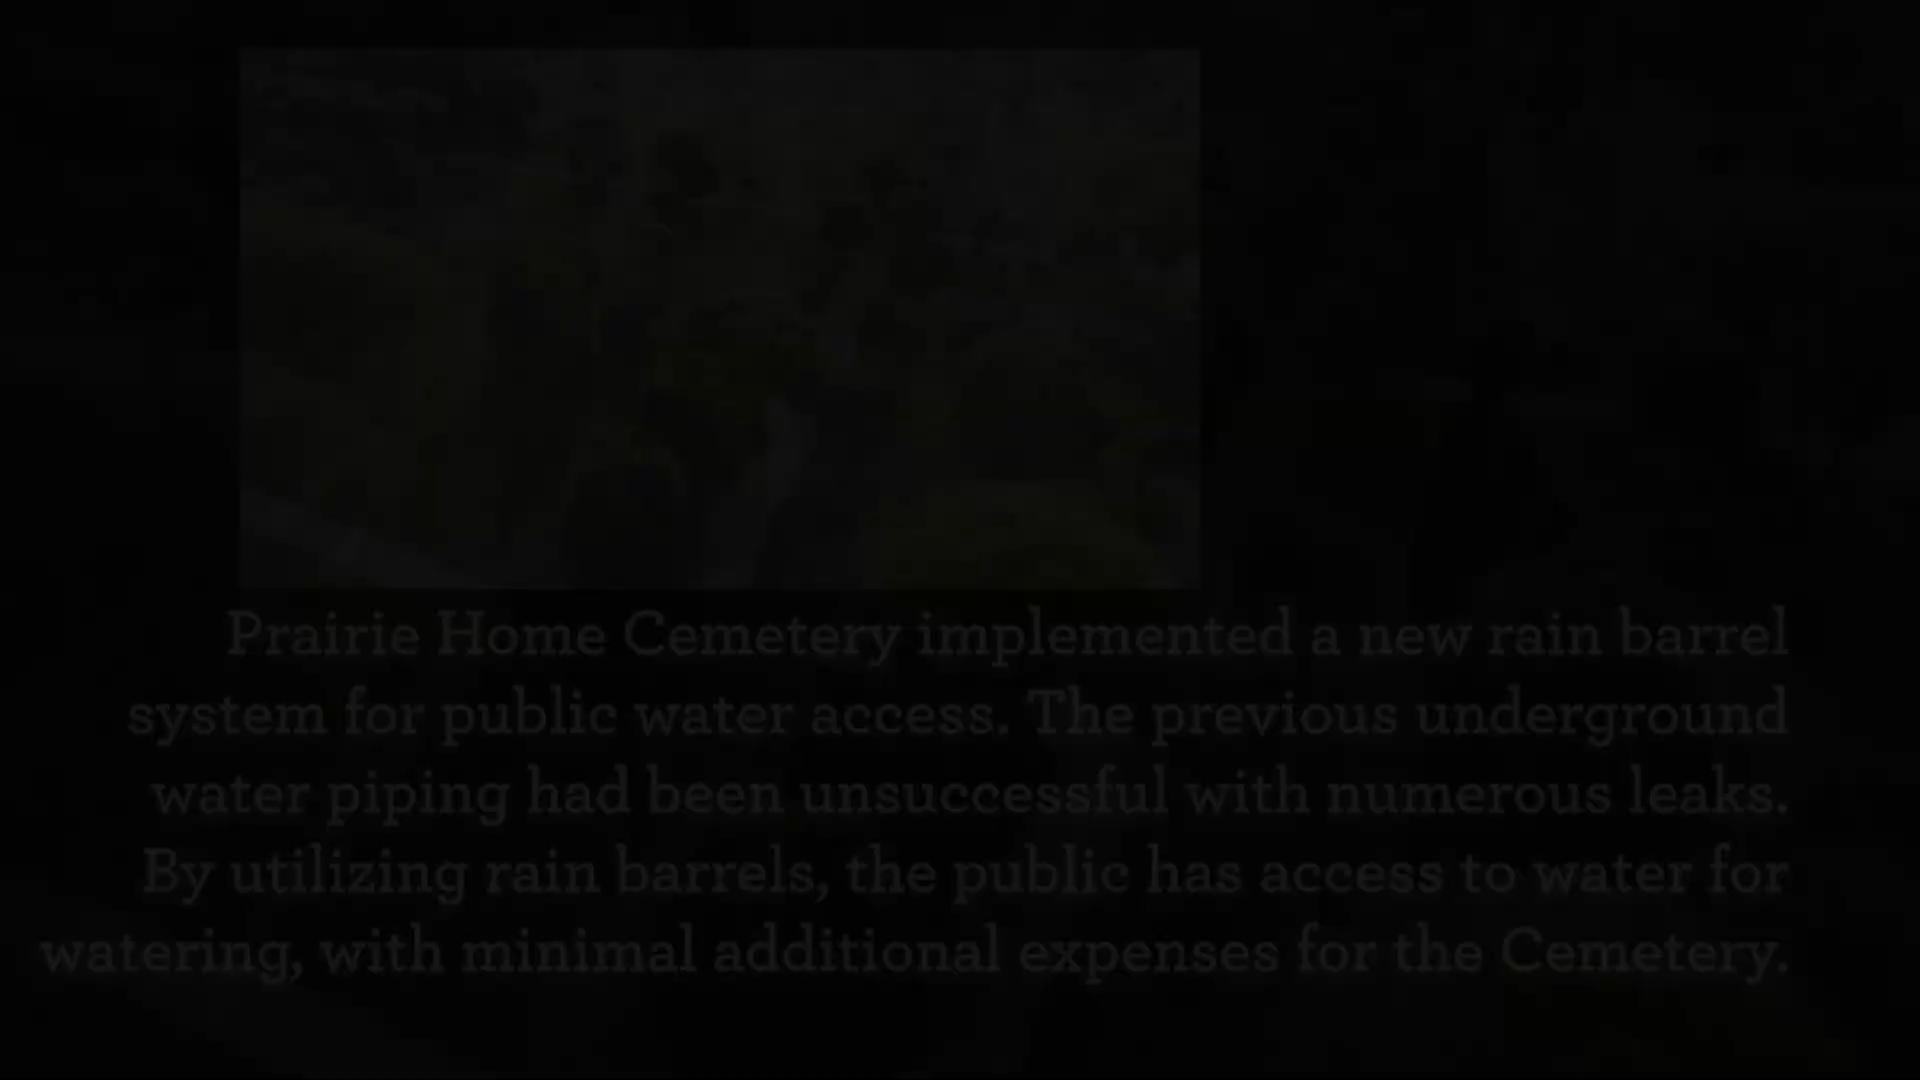 Prairie Home Cemetery implemented a new rain barrel
system for public water access. The previous underground
water piping had been unsuccessful with numerous leaks.
By utilizing rain barrels, the public has access to water for
watering, with minimal additional expenses for the Cemetery.